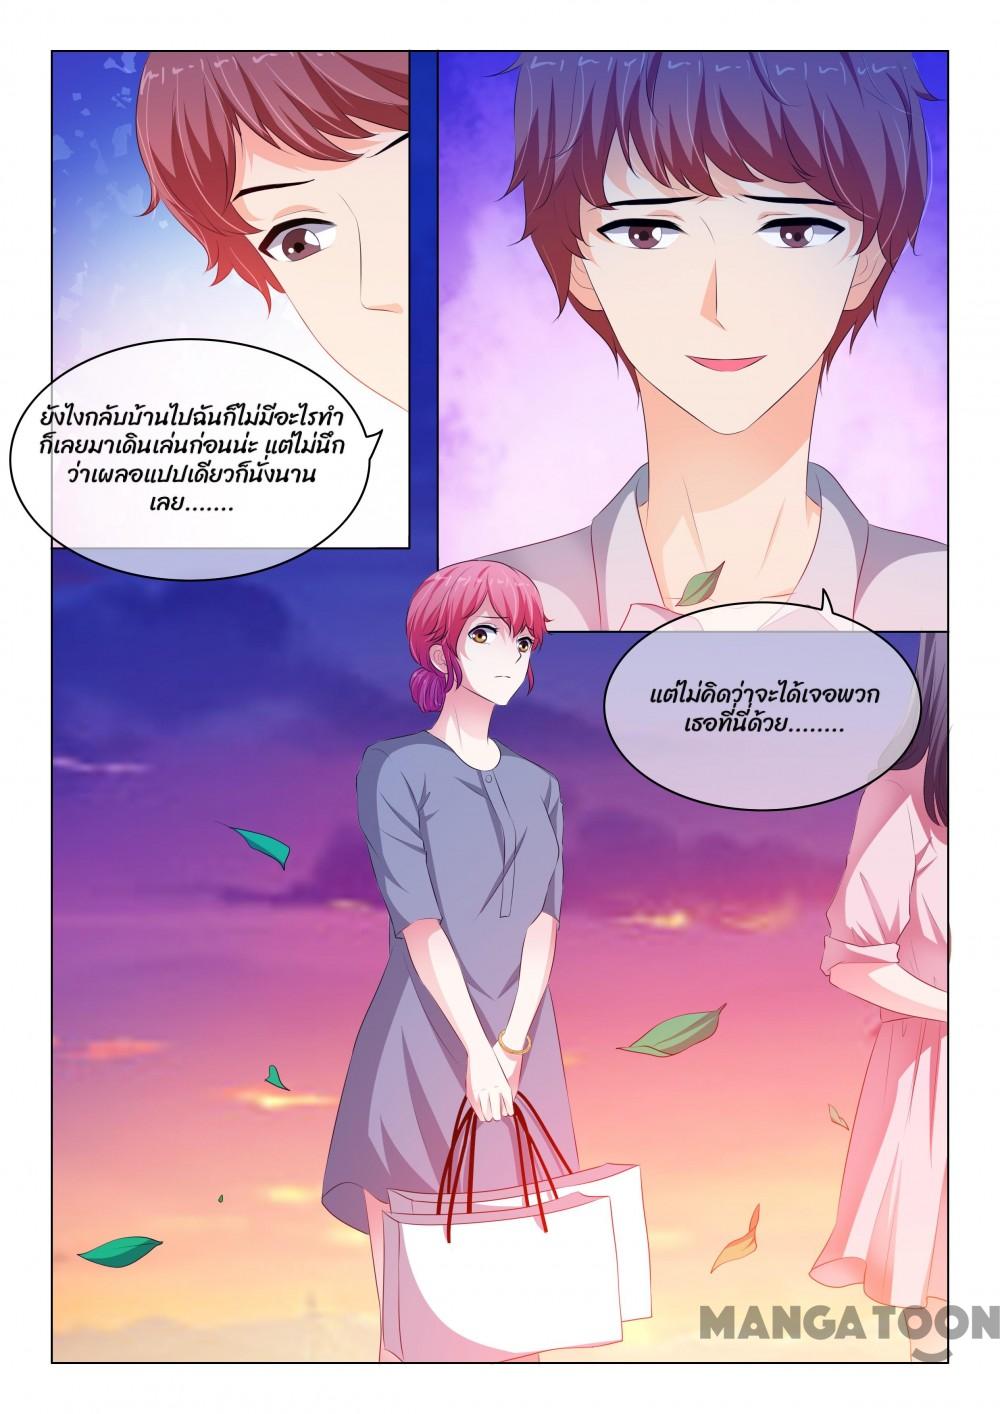 ยังไงกลับบ้านไปฉันก็ไม่มีอะไรทำ
ก็เลยมาเดินเล่นก่อนน่ะ แต่ไม่นึก
ว่าเผลอแปปเดียวก็นั่งนาน
เลย.......
แต่ไม่คิดว่าจะได้เจอพวก
เธอที่นี่ด้วย........
MANGATOON